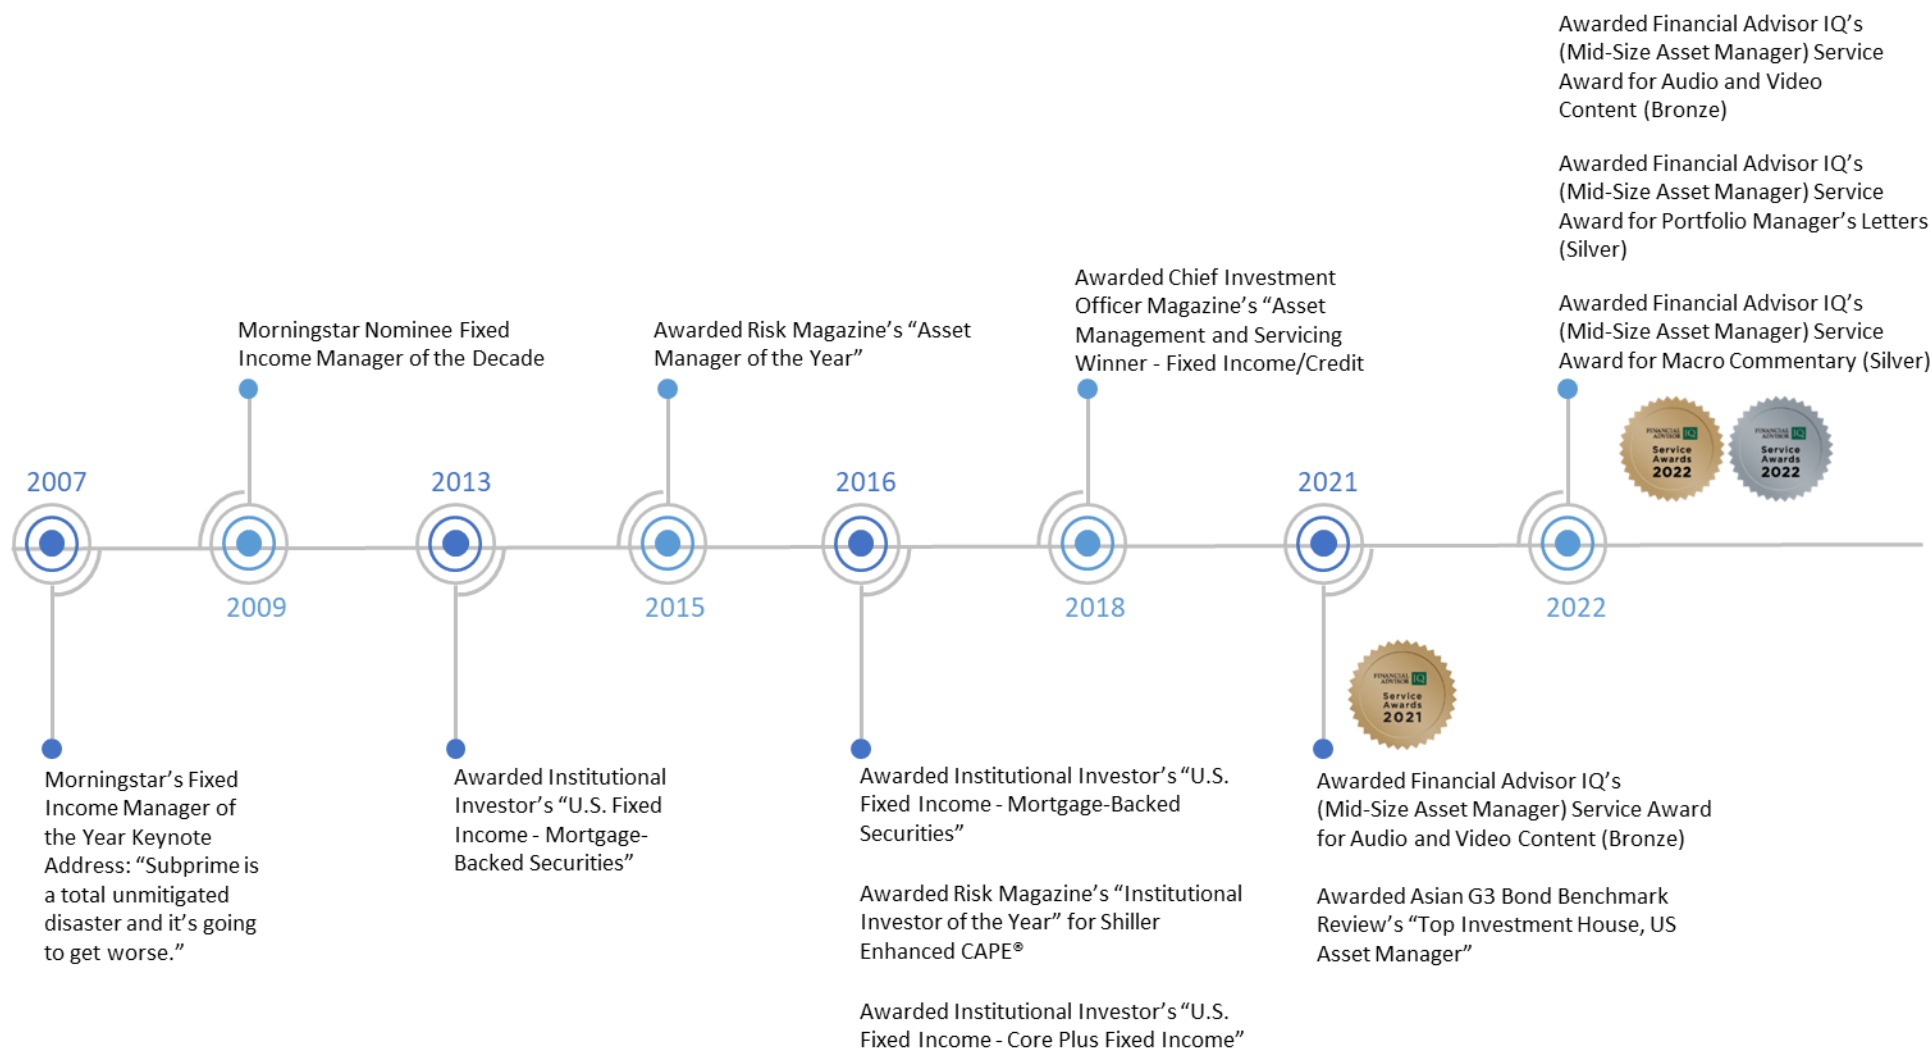 Awarded Financial Advisor IQ’s
(Mid-Size Asset Manager) Service
Award for Audio and Video
Content (Bronze)
Awarded Financial Advisor IQ’s
(Mid-Size Asset Manager) Service
Award for Portfolio Manager’s Letters
(Silver)
Awarded Financial Advisor IQ’s
(Mid-Size Asset Manager) Service
Award for Macro Commentary (Silver)
Awarded Chief Investment
Officer Magazine’s “Asset
Management and Servicing
Winner - Fixed Income/Credit
Morningstar Nominee Fixed
Income Manager of the Decade
Awarded Risk Magazine’s “Asset
Manager of the Year”
FINANCIAL
ADVISOR IQ
Service
Awards
2022
FINANCIAL
ADVISOR IQ
Service
Awards
2022
2007
2013
2016
2021
2009
2015
2018
2022
FINANCIAL
ADVISOR IQ
Service
Awards
2021
Morningstar’s Fixed
Income Manager of
the Year Keynote
Address: “Subprime is
a total unmitigated
disaster and it’s going
to get worse.”
Awarded Institutional
Investor’s “U.S. Fixed
Income - Mortgage-
Backed Securities”
Awarded Institutional Investor’s “U.S.
Fixed Income - Mortgage-Backed
Securities”
Awarded Risk Magazine’s “Institutional
Investor of the Year” for Shiller
Enhanced CAPE®
Awarded Institutional Investor’s “U.S.
Fixed Income - Core Plus Fixed Income”
Awarded Financial Advisor IQ’s
(Mid-Size Asset Manager) Service Award
for Audio and Video Content (Bronze)
Awarded Asian G3 Bond Benchmark
Review’s “Top Investment House, US
Asset Manager”